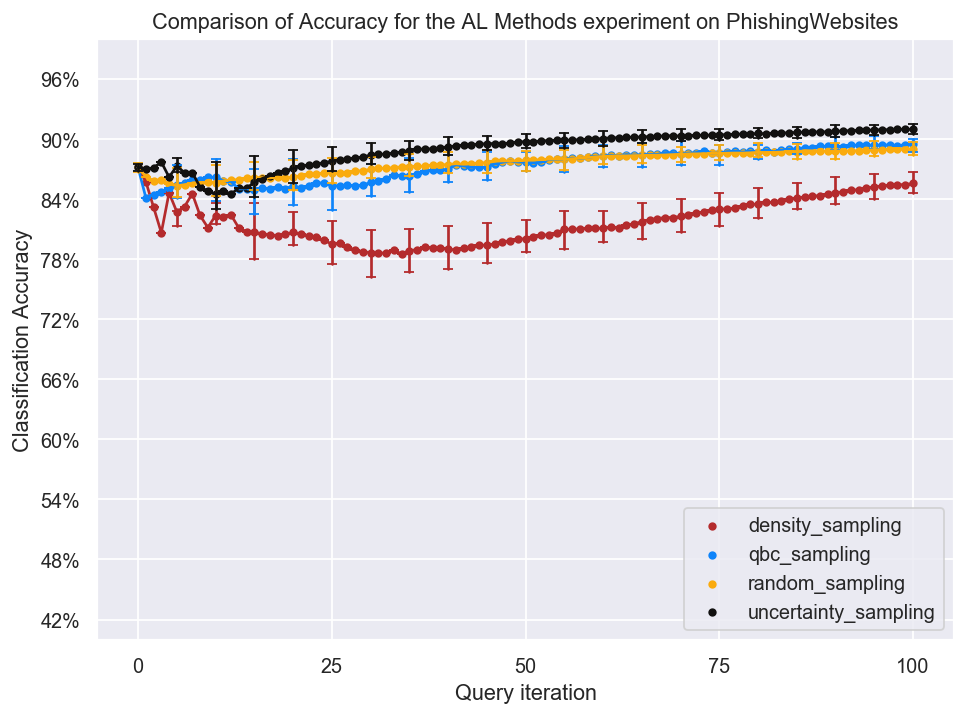 Comparison of Accuracy for the AL Methods experiment on PhishingWebsites
96%
90%
84%
78%
72%
66%
60%
54%
48%
42%
Classification Accuracy
density_sampling
qbc_sampling
random_sampling
uncertainty_sampling
0 25 50 75 100
Query iteration